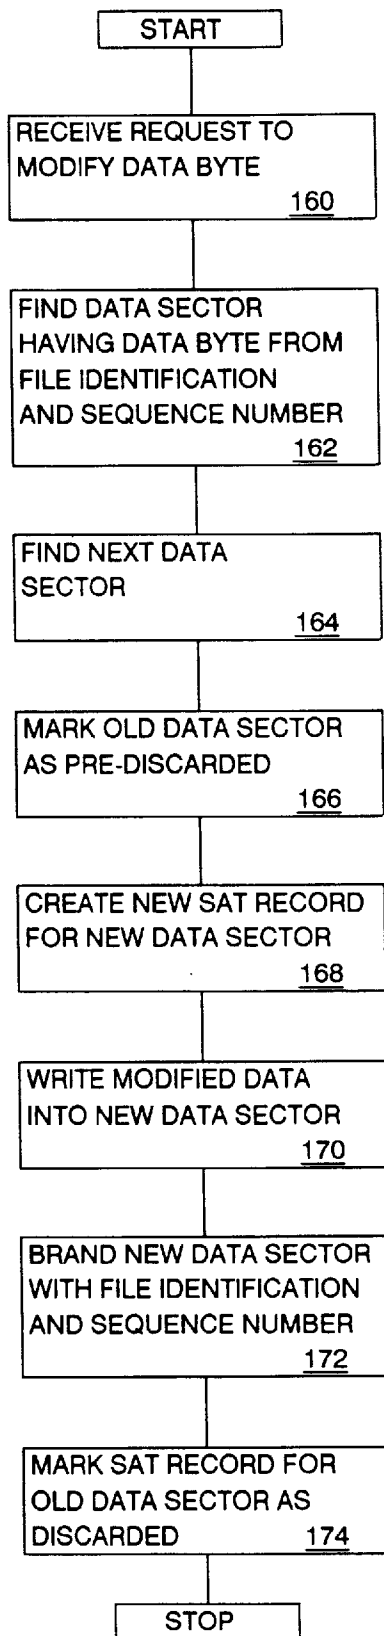 START
RECEIVE REQUEST TO
MODIFY DATA BYTE
160
FIND DATA SECTOR
HAVING DATA BYTE FROM
FILE IDENTIFICATION
AND SEQUENCE NUMBER
162
FIND NEXT DATA
SECTOR
164
MARK OLD DATA SECTOR
AS PRE-DISCARDED
166
CREATE NEW SAT RECORD
FOR NEW DATA SECTOR
168
WRITE MODIFIED DATA
INTO NEW DATA SECTOR
170
BRAND NEW DATA SECTOR
WITH FILE IDENTIFICATION
AND SEQUENCE NUMBER
172
MARK SAT RECORD FOR
OLD DATA SECTOR AS
DISCARDED 174
STOP